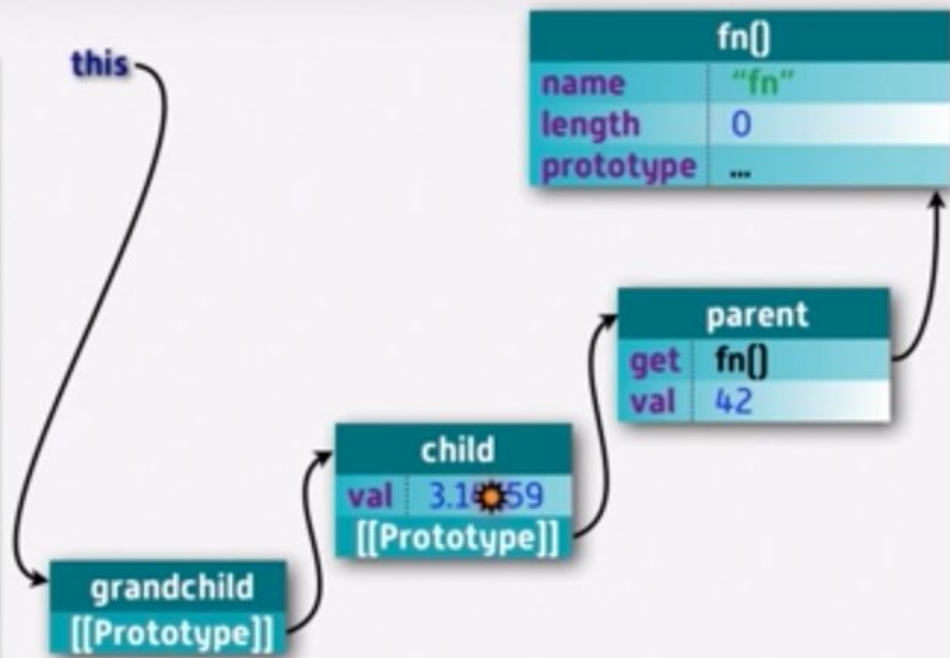 this
fn()
name "fn"
length 0
prototype ...
parent
get fn()
val 42
child
val
[[Prototype]]
grandchild
[[Prototype]]